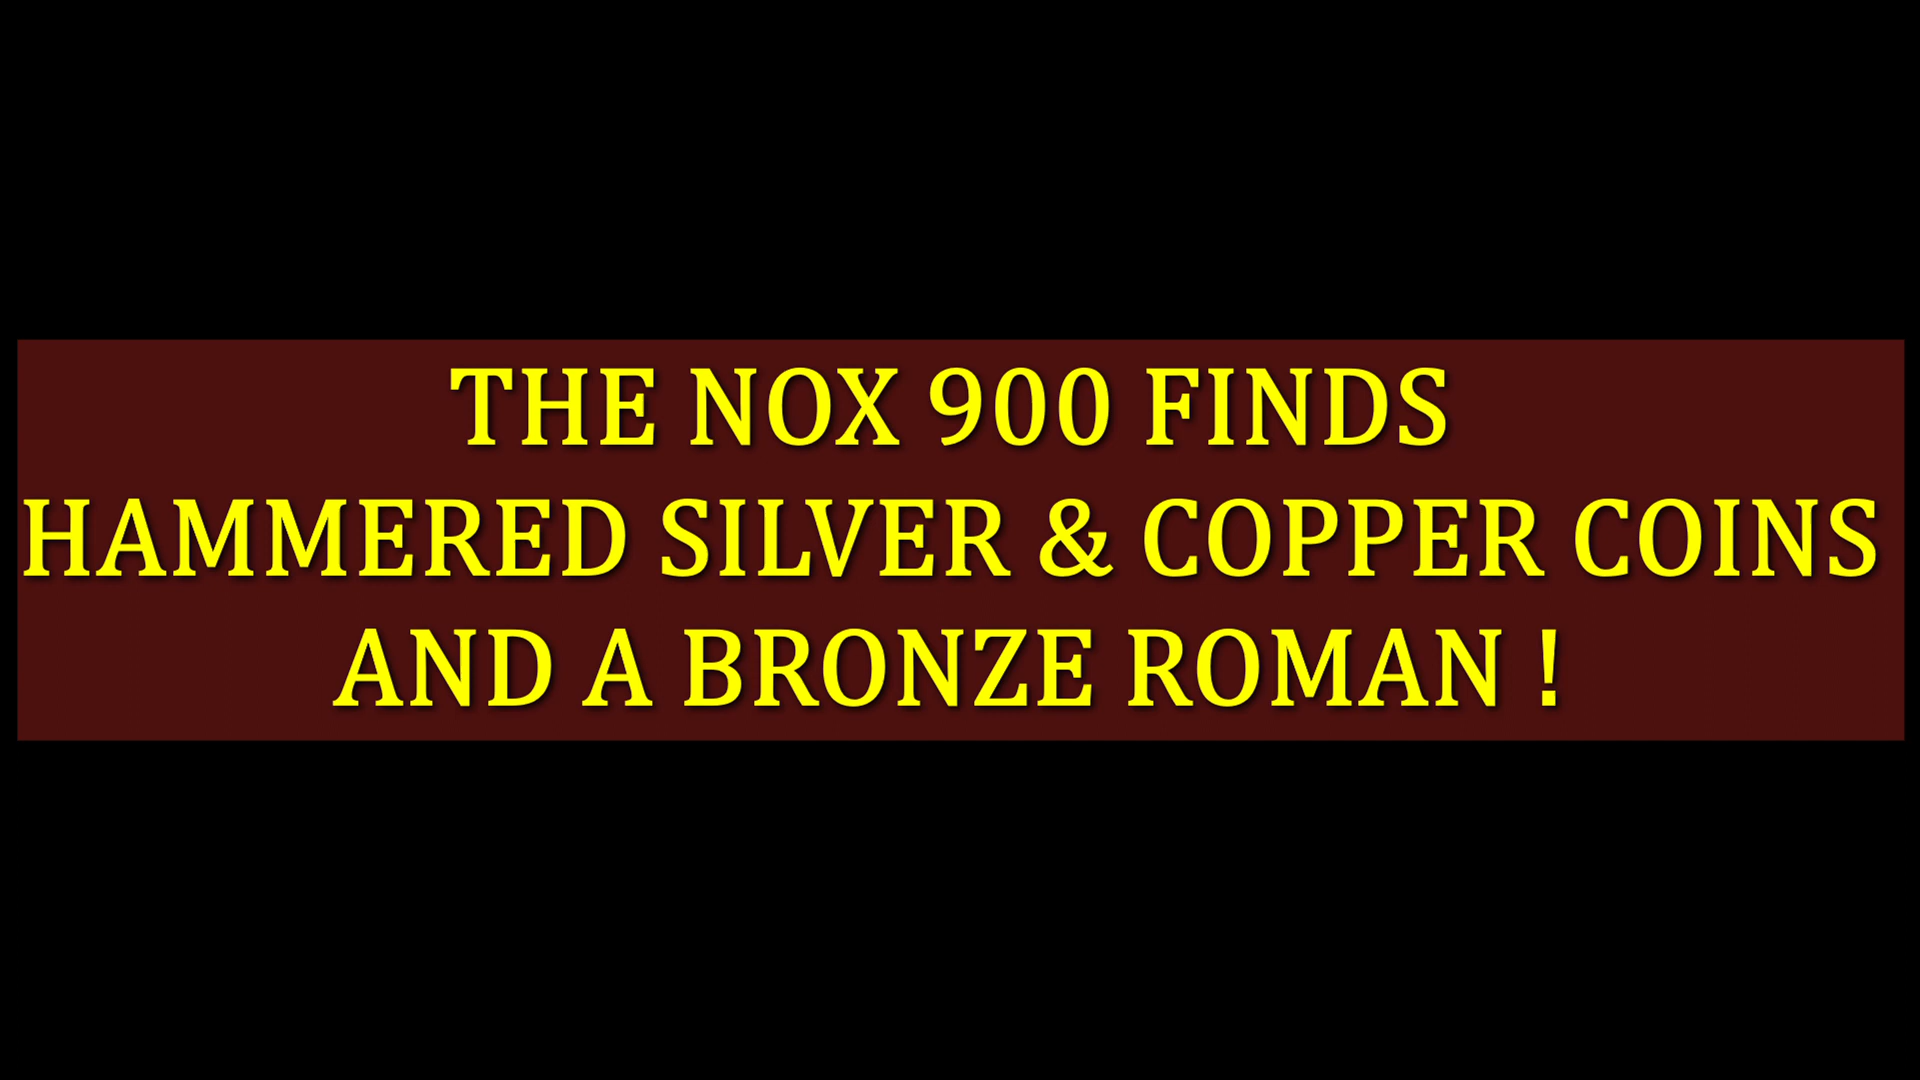 THE NOX 900 FINDS
HAMMERED SILVER & COPPER COINS
AND A BRONZE ROMAN !